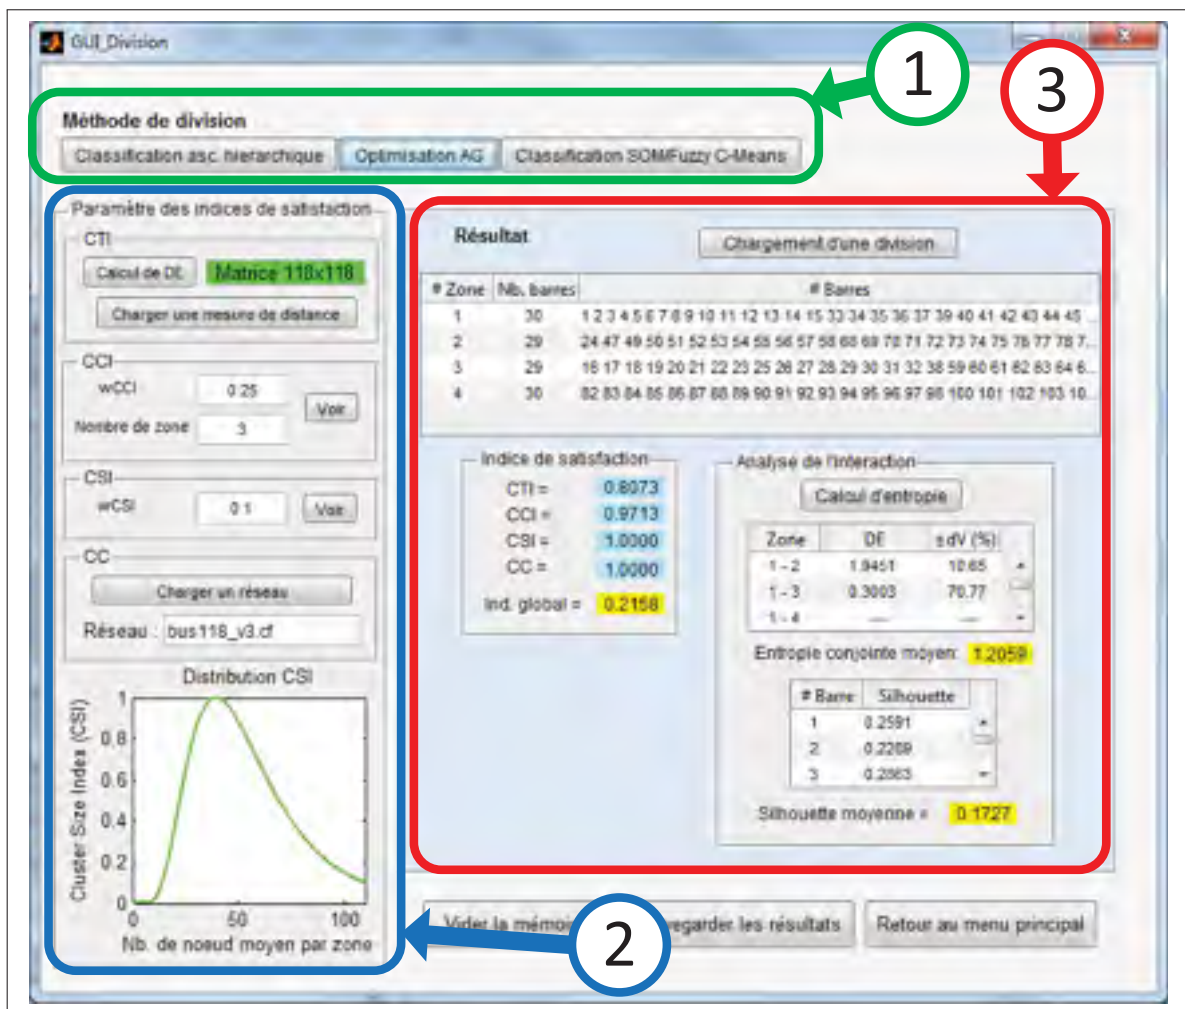 GUI_Division
1
3
Méthode de division
Classification asc. hierarchique Optimisation AG Classification SOM/Fuzzy C-Means
Paramètre des indices de satisfaction
CTI
Calcul de DE Matrice 118x118
Charger une mesure de distance
CCI
wCCI 0.25
Voir
Nombre de zone 3
CSI
wCSI 0.1 Voir
CC
Charger un réseau
Réseau : bus118_v3.cf
Distribution CSI
Cluster Size Index (CSI)
1
0.8
0.6
0.4
0.2
0
0 50 100
Nb. de noeud moyen par zone
Résultat Chargement d'une division
# Zone Nb. barres # Barres
1 30 1 2 3 4 5 6 7 8 9 10 11 12 13 14 15 33 34 35 36 37 39 40 41 42 43 44 45 ...
2 29 24 47 49 50 51 52 53 54 55 56 57 58 68 69 70 71 72 73 74 75 76 77 78 7...
3 29 16 17 18 19 20 21 22 23 25 26 27 28 29 30 31 32 38 59 60 61 62 63 64 6...
4 30 82 83 84 85 86 87 88 89 90 91 92 93 94 95 96 97 98 100 101 102 103 10...
Indice de satisfaction
CTI = 0.8073
CCI = 0.9713
CSI = 1.0000
CC = 1.0000
Ind. global = 0.2158
Analyse de l'interaction
Calcul d'entropie
Zone DE ±dV (%)
1 - 2 1.9451 10.65
1 - 3 0.3003 70.77
1 - 4
Entropie conjointe moyen: 1.2059
# Barre Silhouette
1 0.2591
2 0.2269
3 0.2863
Silhouette moyenne = 0.1727
Vider la mémoi
2
egarder les résultats
Retour au menu principal